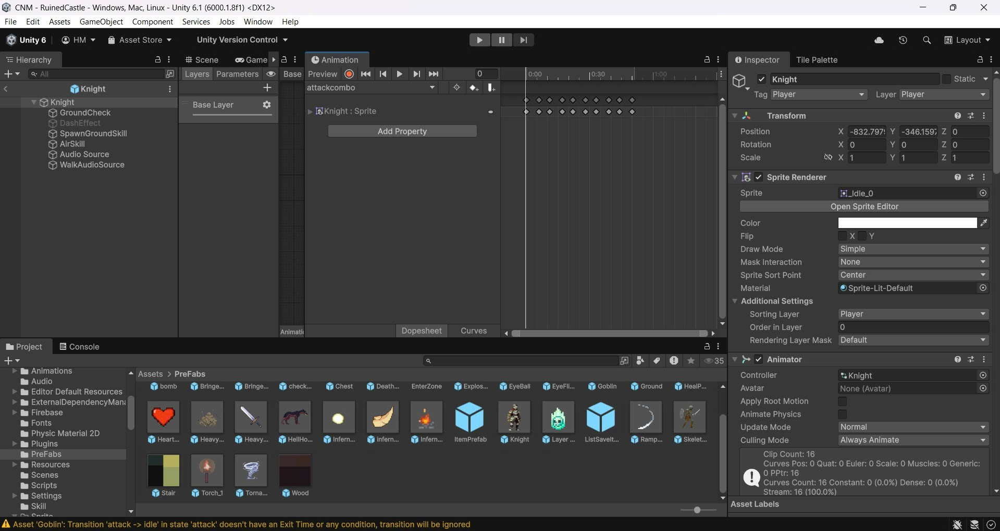 CNM - RuinedCastle - Windows, Mac, Linux - Unity 6.1 (6000.1.8f1) <DX12>
File Edit Assets GameObject Component Services Jobs Window Help
Unity 6 HM Asset Store Unity Version Control Layout
Hierarchy
All
Knight
Knight
GroundCheck
DashEffect
SpawnGroundSkill
AirSkill
Audio Source
WalkAudioSource
Scene Game
Layers Parameters Base
Base Layer
Animati
Animation
Preview 0
attackcombo
Knight : Sprite
Add Property
Dopesheet Curves
0:00 0:30 1:00
Inspector Tile Palette
Knight Static
Tag Player Layer Player
Transform
Position X -832.797 Y -346.1597 Z 0
Rotation X 0 Y 0 Z 0
Scale X 1 Y 1 Z 1
Sprite Renderer
Sprite _Idle_0
Open Sprite Editor
Color
Flip X Y
Draw Mode Simple
Mask Interaction None
Sprite Sort Point Center
Material Sprite-Lit-Default
Additional Settings
Sorting Layer Player
Order in Layer 0
Rendering Layer Mask Default
Animator
Controller Knight
Avatar None (Avatar)
Apply Root Motion
Animate Physics
Update Mode Normal
Culling Mode Always Animate
Clip Count: 16
Curves Pos: 0 Quat: 0 Euler: 0 Scale: 0 Muscles: 0 Generic:
0 PPtr: 16
Curves Count: 16 Constant: 0 (0.0%) Dense: 0 (0.0%)
Stream: 16 (100.0%)
Asset Labels
Project Console
35
Animations
Audio
Editor Default Resources
ExternalDependencyMana
Firebase
Fonts
Physic Material 2D
Plugins
PreFabs
Resources
Scenes
Scripts
Settings
Skill
Sprite
Assets > PreFabs
bomb Bringe... Bringe... check... Chest Death... EnterZone Explos... EyeBall EyeFli... Goblin Ground HealP...
Heart... Heavy... Heavy... HellHo... Infern... Infern... Infern... ItemPrefab Knight Layer ... ListSaveIt... Ramp... Skelet...
Stair Torch_1 Torna... Wood
Asset 'Goblin': Transition 'attack -> idle' in state 'attack' doesn't have an Exit Time or any condition, transition will be ignored